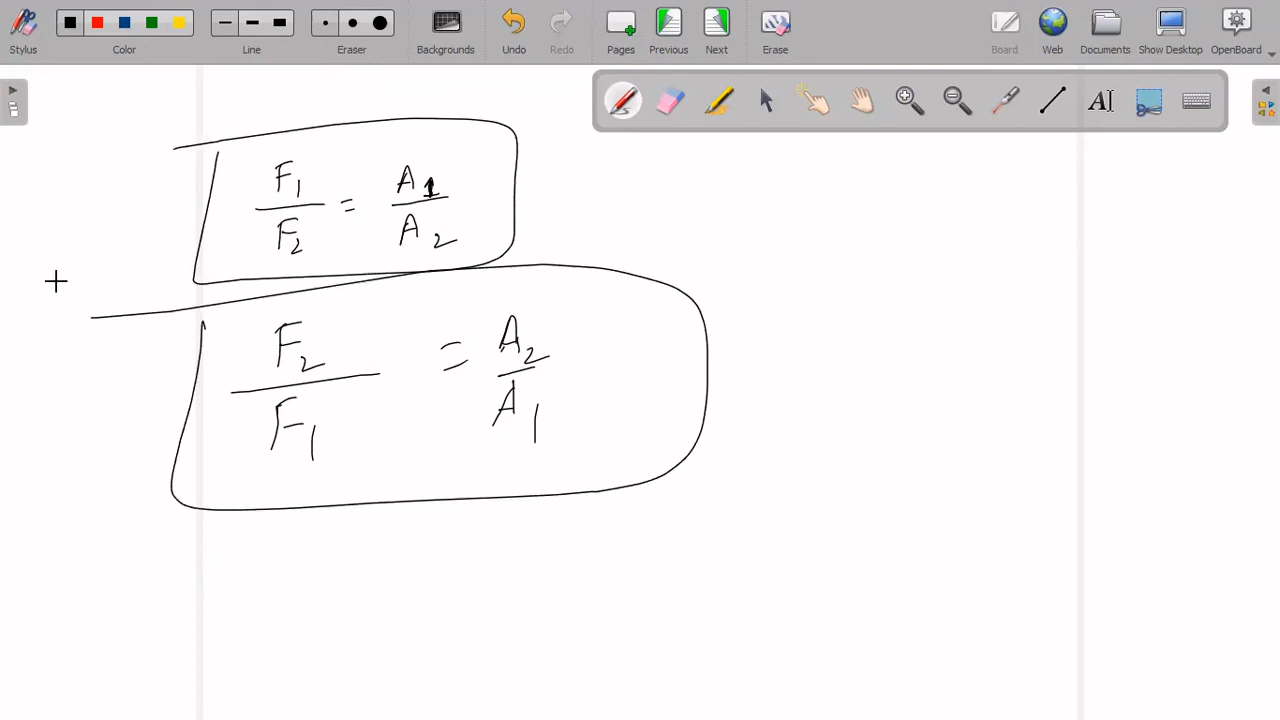 Stylus Color Line Eraser Backgrounds Undo Redo Pages Previous Next Erase Board Web Documents Show Desktop OpenBoard
F1/F2 = A1/A2
F2/F1 = A2/A1